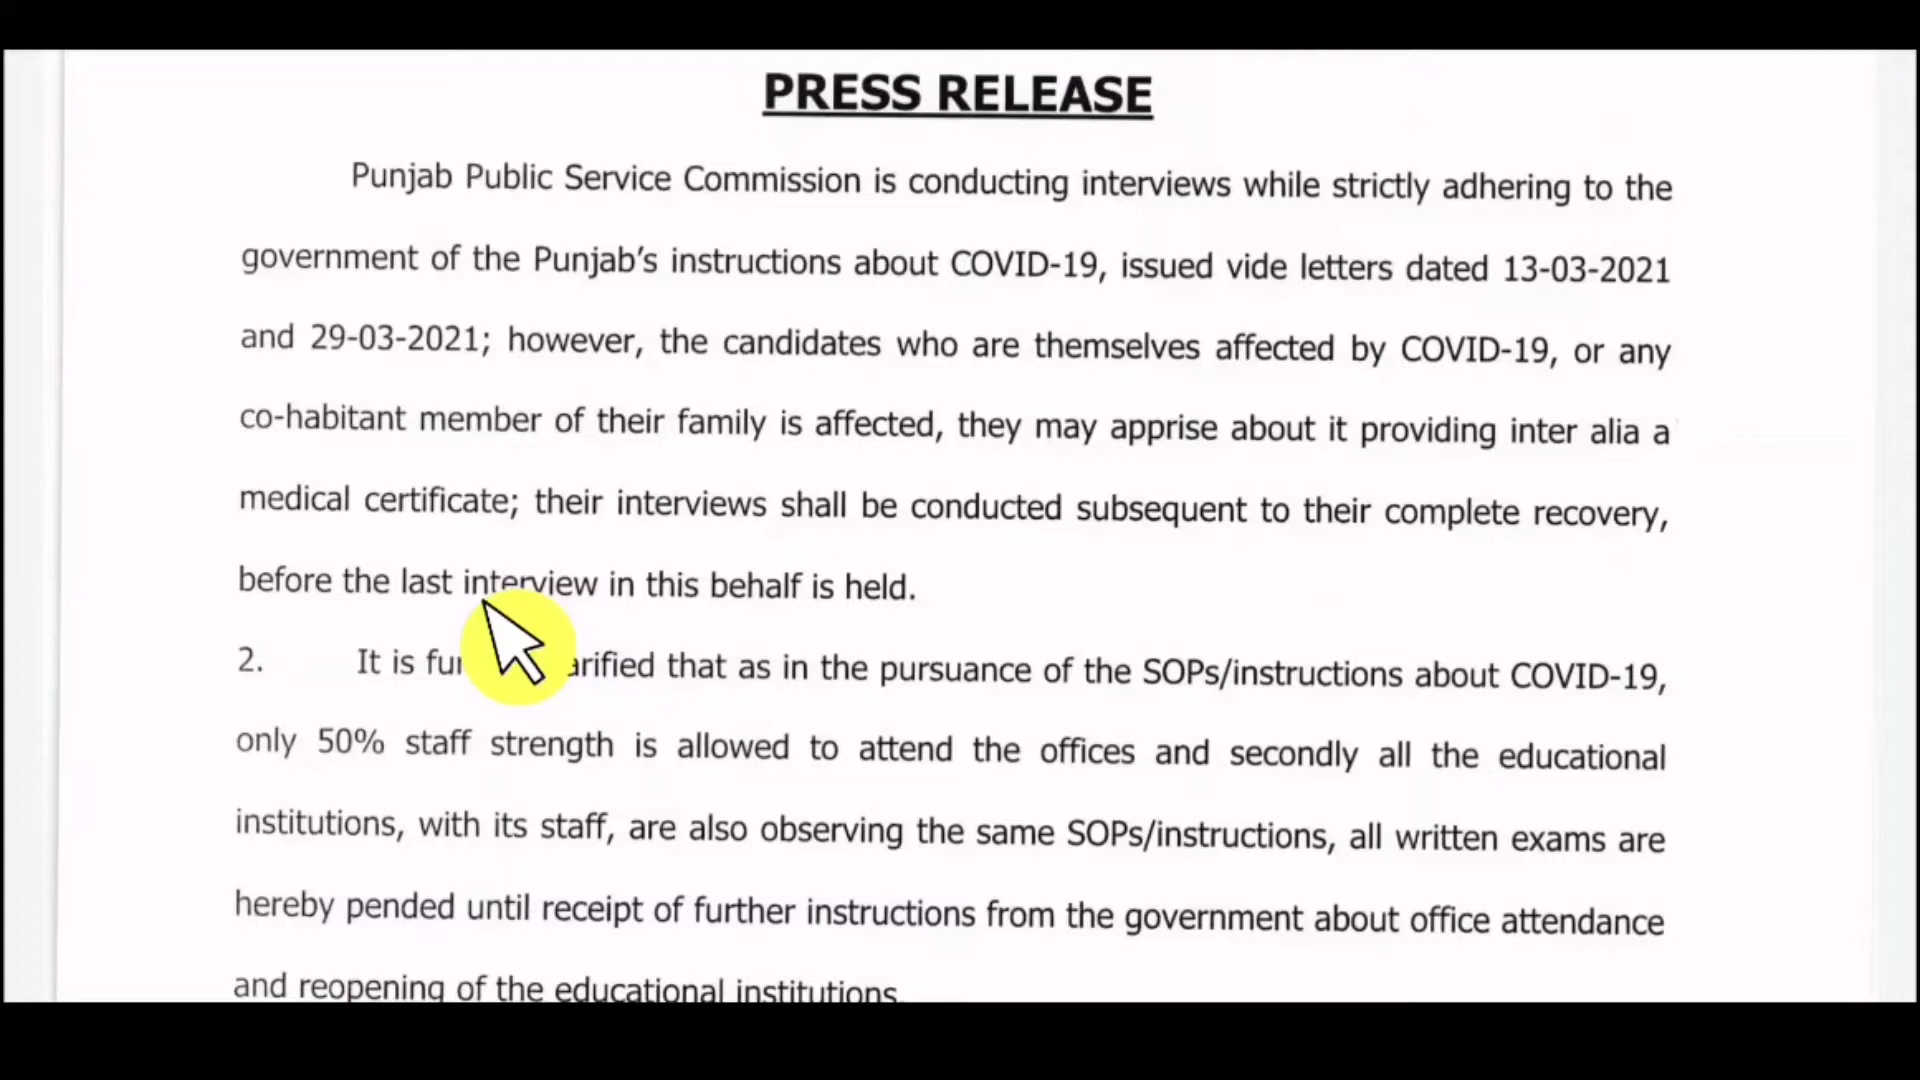 PRESS RELEASE
Punjab Public Service Commission is conducting interviews while strictly adhering to the
government of the Punjab's instructions about COVID-19, issued vide letters dated 13-03-2021
and 29-03-2021; however, the candidates who are themselves affected by COVID-19, or any
co-habitant member of their family is affected, they may apprise about it providing inter alia a
medical certificate; their interviews shall be conducted subsequent to their complete recovery,
before the last interview in this behalf is held.
2. It is that as in the pursuance of the SOPs/instructions about COVID-19,
only 50% staff strength is allowed to attend the offices and secondly all the educational
institutions, with its staff, are also observing the same SOPs/instructions, all written exams are
hereby pended until receipt of further instructions from the government about office attendance
and reopening of the educational institutions.